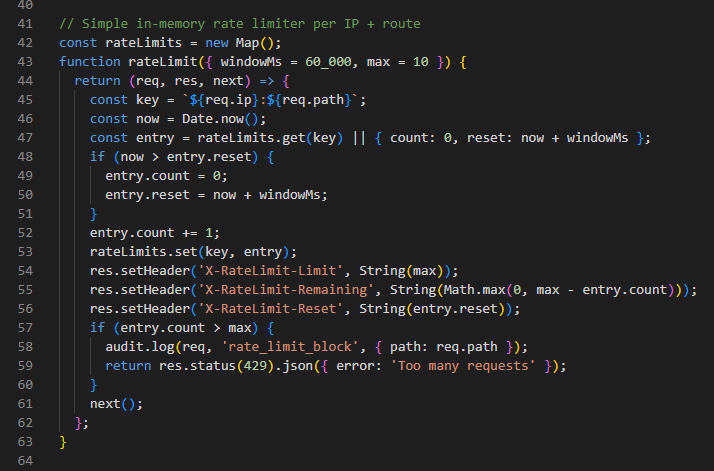 40
41 // Simple in-memory rate limiter per IP + route
42 const rateLimits = new Map();
43 function rateLimit({ windowMs = 60_000, max = 10 }) {
44   return (req, res, next) => {
45     const key = `${req.ip}:${req.path}`;
46     const now = Date.now();
47     const entry = rateLimits.get(key) || { count: 0, reset: now + windowMs };
48     if (now > entry.reset) {
49       entry.count = 0;
50       entry.reset = now + windowMs;
51     }
52     entry.count += 1;
53     rateLimits.set(key, entry);
54     res.setHeader('X-RateLimit-Limit', String(max));
55     res.setHeader('X-RateLimit-Remaining', String(Math.max(0, max - entry.count)));
56     res.setHeader('X-RateLimit-Reset', String(entry.reset));
57     if (entry.count > max) {
58       audit.log(req, 'rate_limit_block', { path: req.path });
59       return res.status(429).json({ error: 'Too many requests' });
60     }
61     next();
62   };
63 }
64